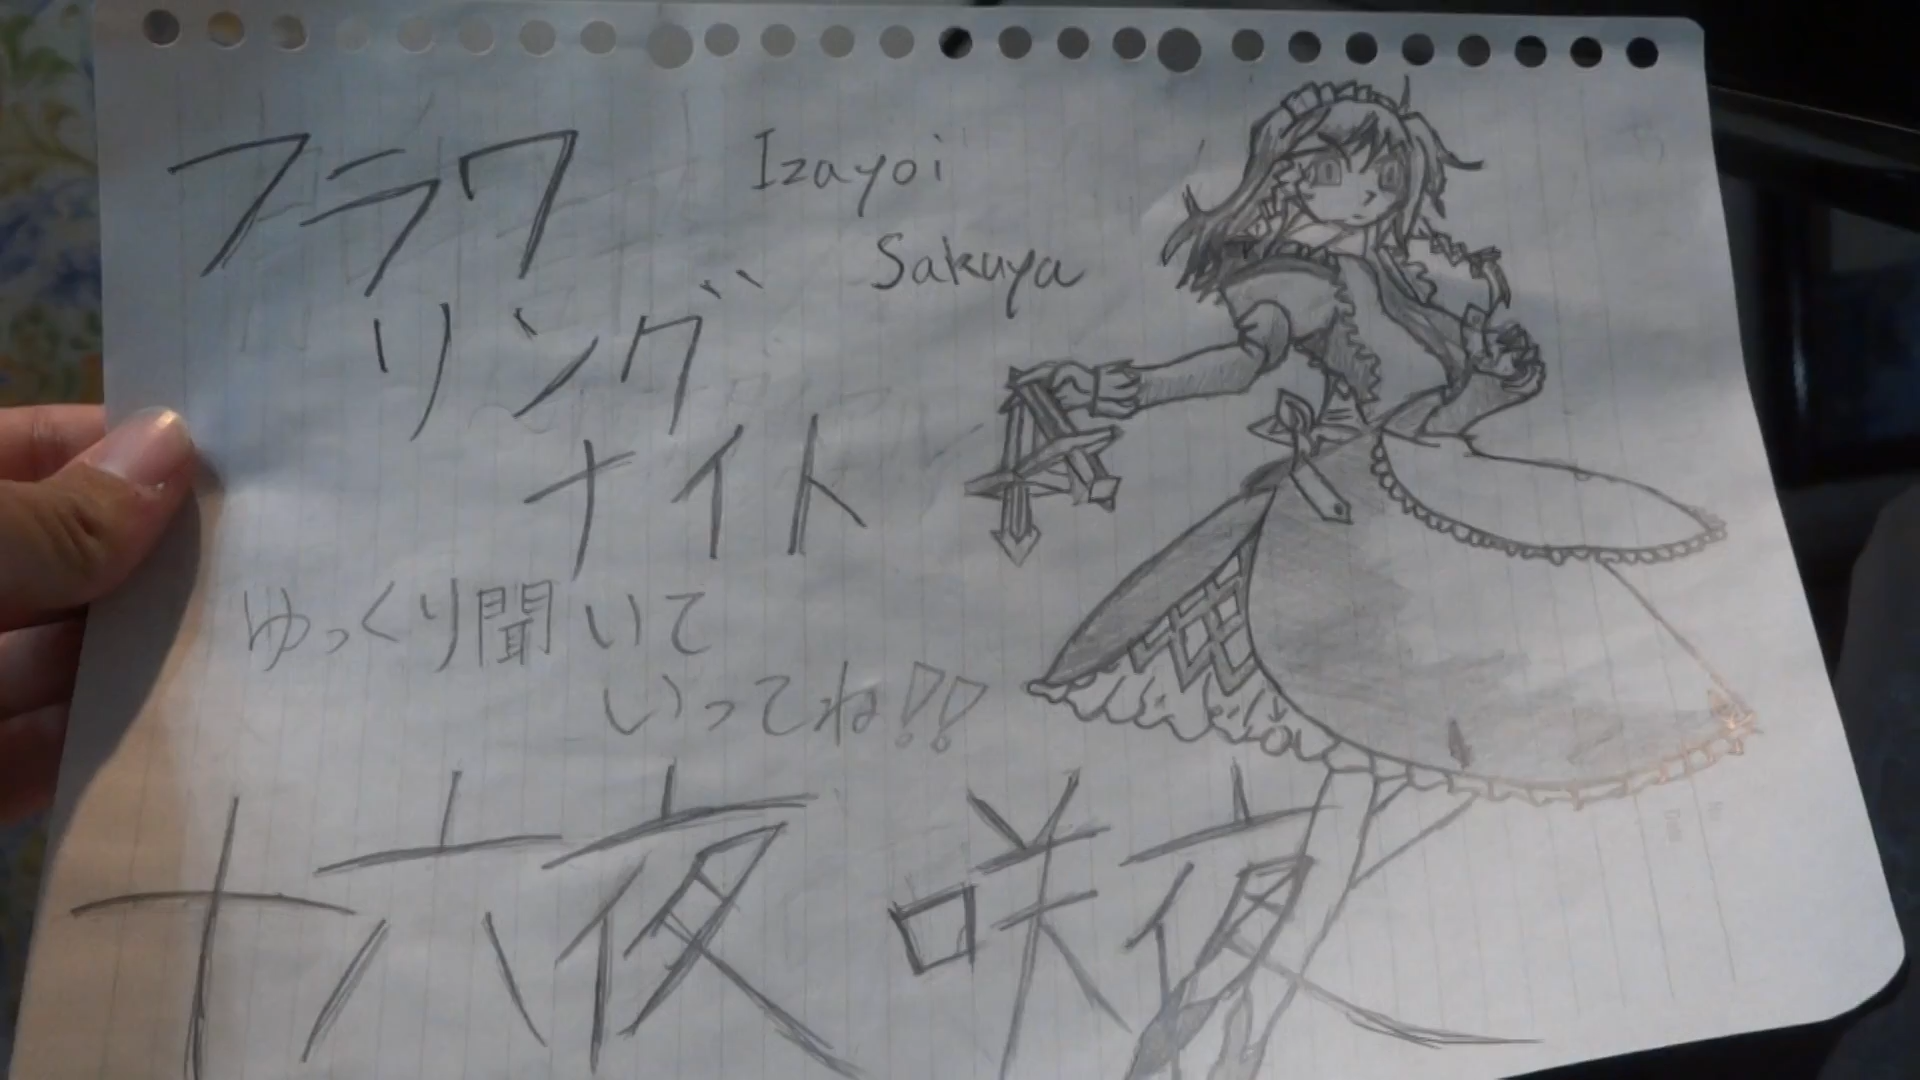 フラワ
リング
ナイト
Izayoi
Sakuya
ゆっくり聞いて
いってね!!
十六夜 咲夜